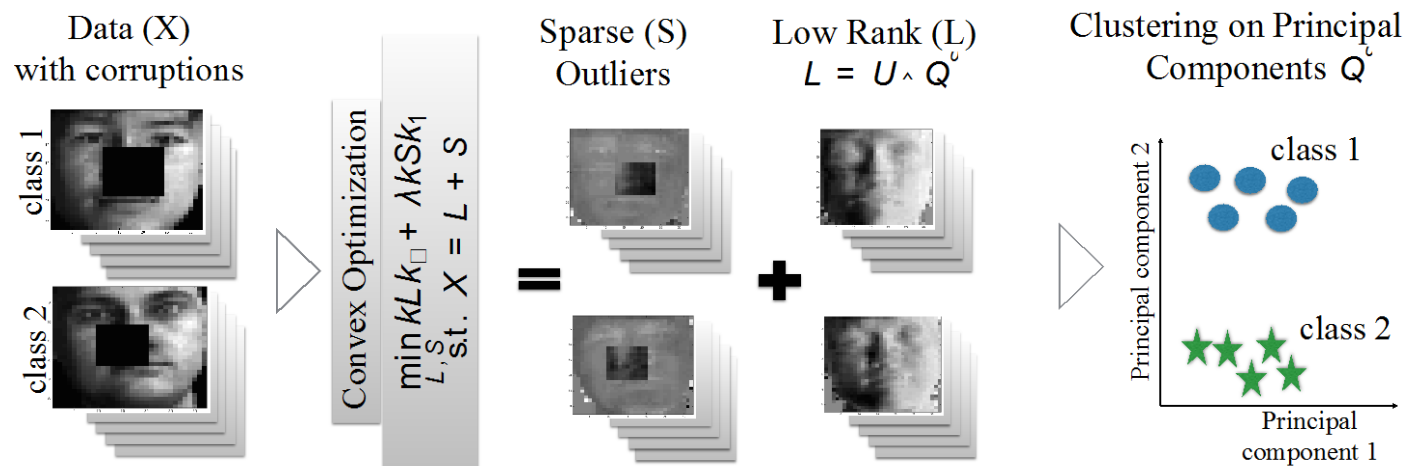 Data (X)
with corruptions
class 1
class 2
Convex Optimization
min kLk□ + λkSk1
L, S
s.t. X = L + S
Sparse (S)
Outliers
Low Rank (L)
L = U ^ Q
Clustering on Principal
Components Q
Principal component 2
class 1
class 2
Principal
component 1